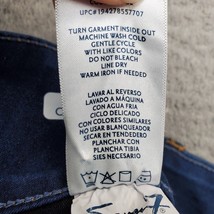 UPC#194278557707
TURN GARMENT INSIDE OUT
MACHINE WASH COLD
GENTLE CYCLE
WITH LIKE COLORS
DO NOT BLEACH
LINE DRY
WARM IRON IF NEEDED
LAVAR AL REVERSO
LAVADO A MÁQUINA
CON AGUA FRIA
CICLO DELICADO
CON COLORES SIMILARES
NO USAR BLANQUEADOR
SECAR EN TENDEDERO
PLANCHAR CON
PLANCHA TIBIA
SIES NECESARIO